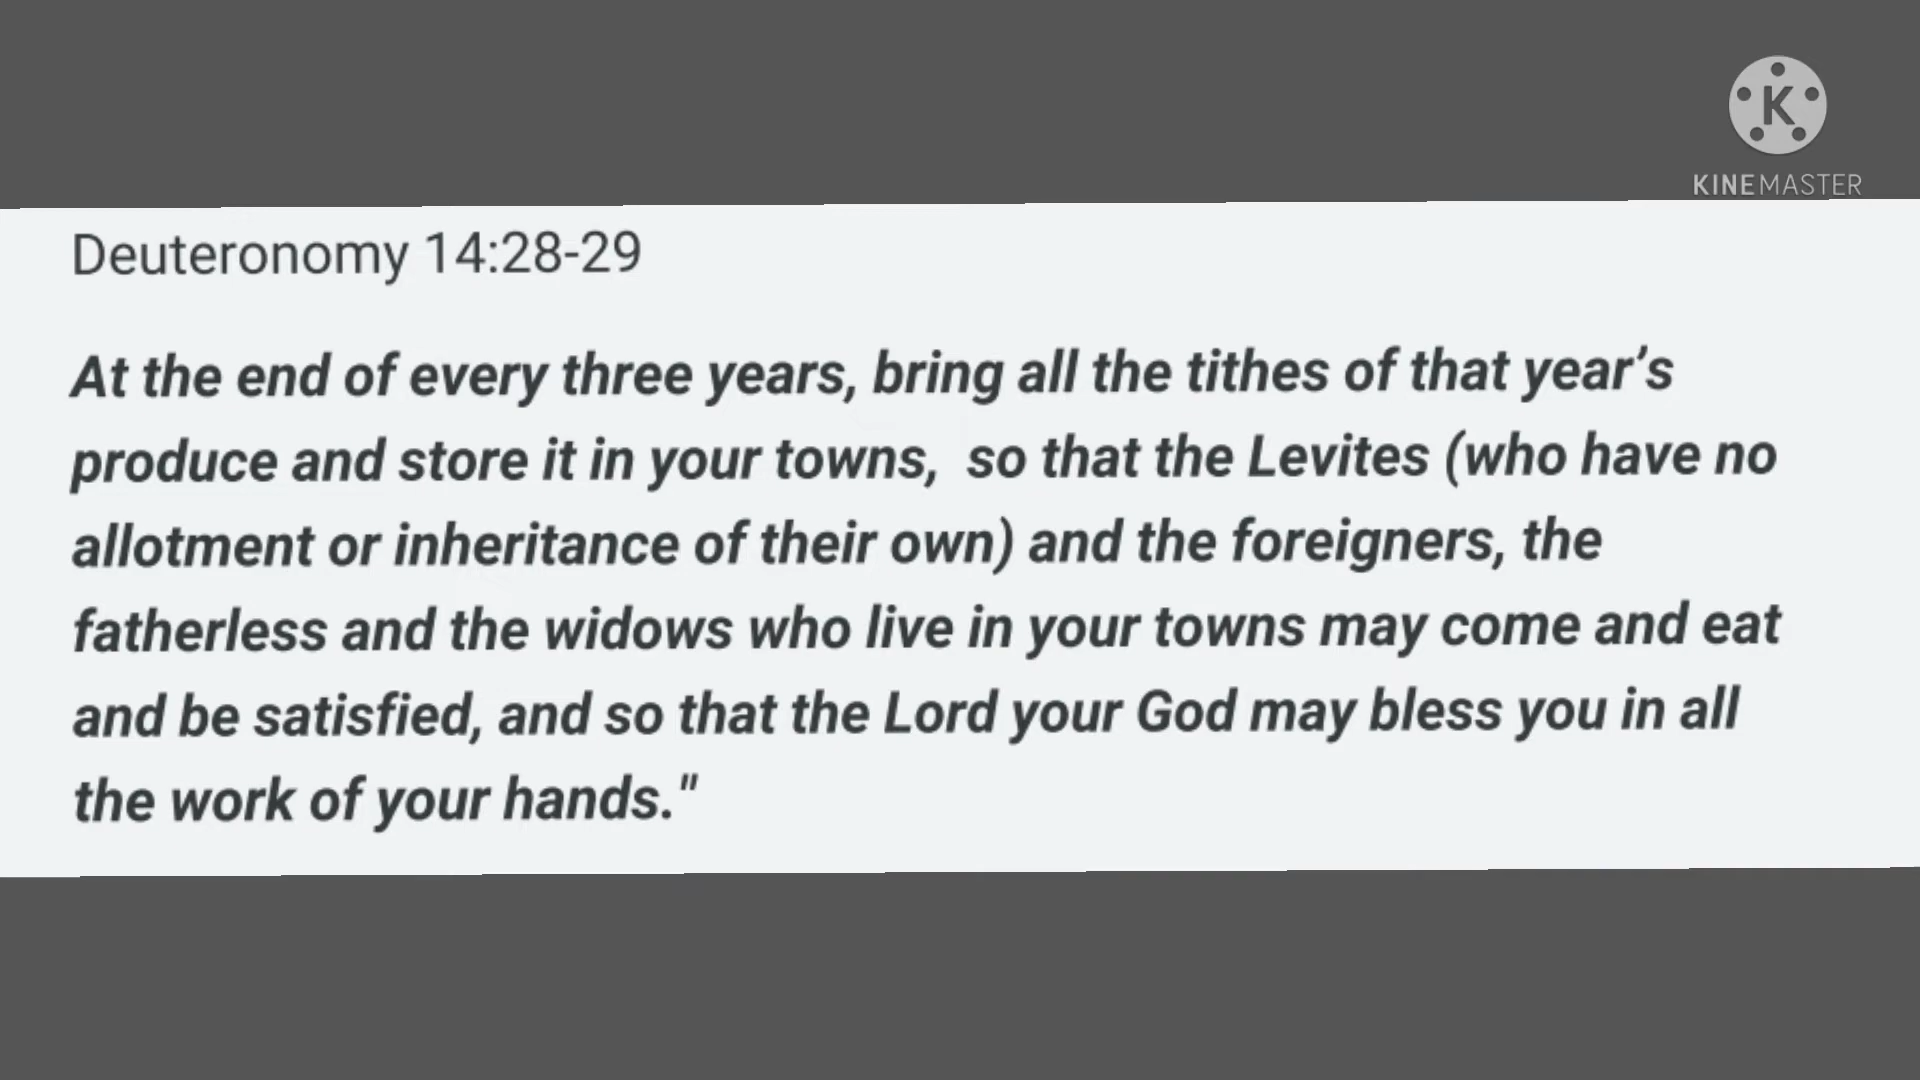 K
KINEMASTER
Deuteronomy 14:28-29
At the end of every three years, bring all the tithes of that year’s
produce and store it in your towns,  so that the Levites (who have no
allotment or inheritance of their own) and the foreigners, the
fatherless and the widows who live in your towns may come and eat
and be satisfied, and so that the Lord your God may bless you in all
the work of your hands."